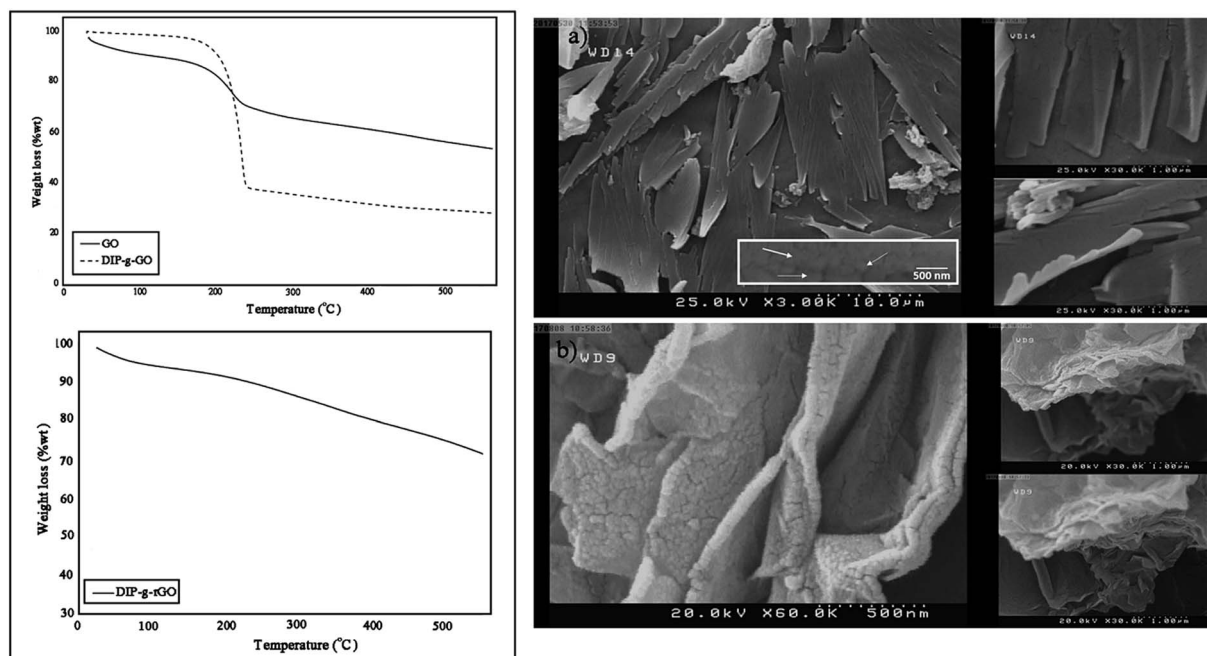 100
80
60
40
20
0
Weight loss (%wt)
GO
DIP-g-GO
0 100 200 300 400 500
Temperature (°C)
100
90
80
70
60
50
40
30
Weight loss (%wt)
DIP-g-rGO
0 100 200 300 400 500
Temperature (°C)
a)
WD14
500 nm
25.0kV X3.00K 10.0µm
WD14
25.0kV X30.0K 1.00µm
25.0kV X30.0K 1.00µm
10:58:36
b)
WD9
20.0kV X60.0K 500nm
WD9
20.0kV X30.0K 1.00µm
WD9
20.0kV X30.0K 1.00µm